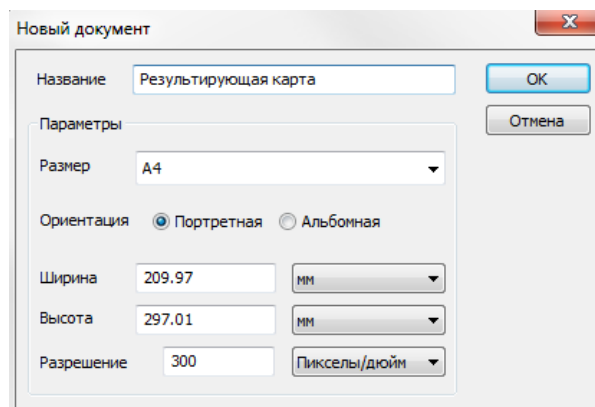 Новый документ
Название Результирующая карта OK
Отмена
Параметры
Размер A4
Ориентация Портретная Альбомная
Ширина 209.97 мм
Высота 297.01 мм
Разрешение 300 Пикселы/дюйм